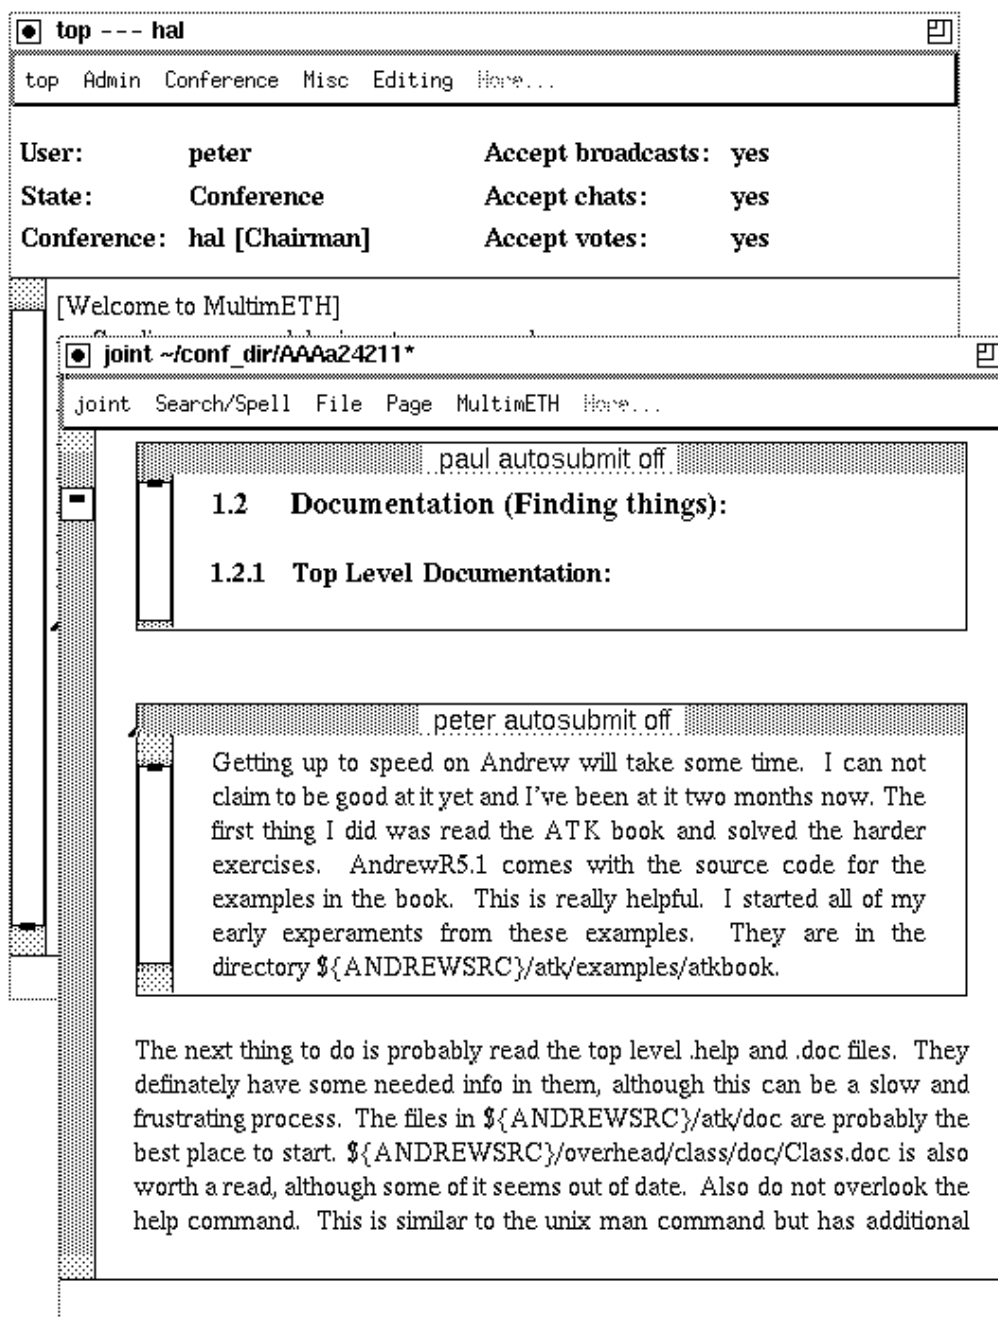 top --- hal
top Admin Conference Misc Editing More...
User: peter Accept broadcasts: yes
State: Conference Accept chats: yes
Conference: hal [Chairman] Accept votes: yes
[Welcome to MultimETH]
joint ~/conf_dir/AAAa24211*
joint Search/Spell File Page MultimETH More...
paul autosubmit off
1.2 Documentation (Finding things):
1.2.1 Top Level Documentation:
peter autosubmit off
Getting up to speed on Andrew will take some time. I can not
claim to be good at it yet and I've been at it two months now. The
first thing I did was read the ATK book and solved the harder
exercises. AndrewR5.1 comes with the source code for the
examples in the book. This is really helpful. I started all of my
early experaments from these examples. They are in the
directory ${ANDREWSRC}/atk/examples/atkbook.
The next thing to do is probably read the top level .help and .doc files. They
definately have some needed info in them, although this can be a slow and
frustrating process. The files in ${ANDREWSRC}/atk/doc are probably the
best place to start. ${ANDREWSRC}/overhead/class/doc/Class.doc is also
worth a read, although some of it seems out of date. Also do not overlook the
help command. This is similar to the unix man command but has additional